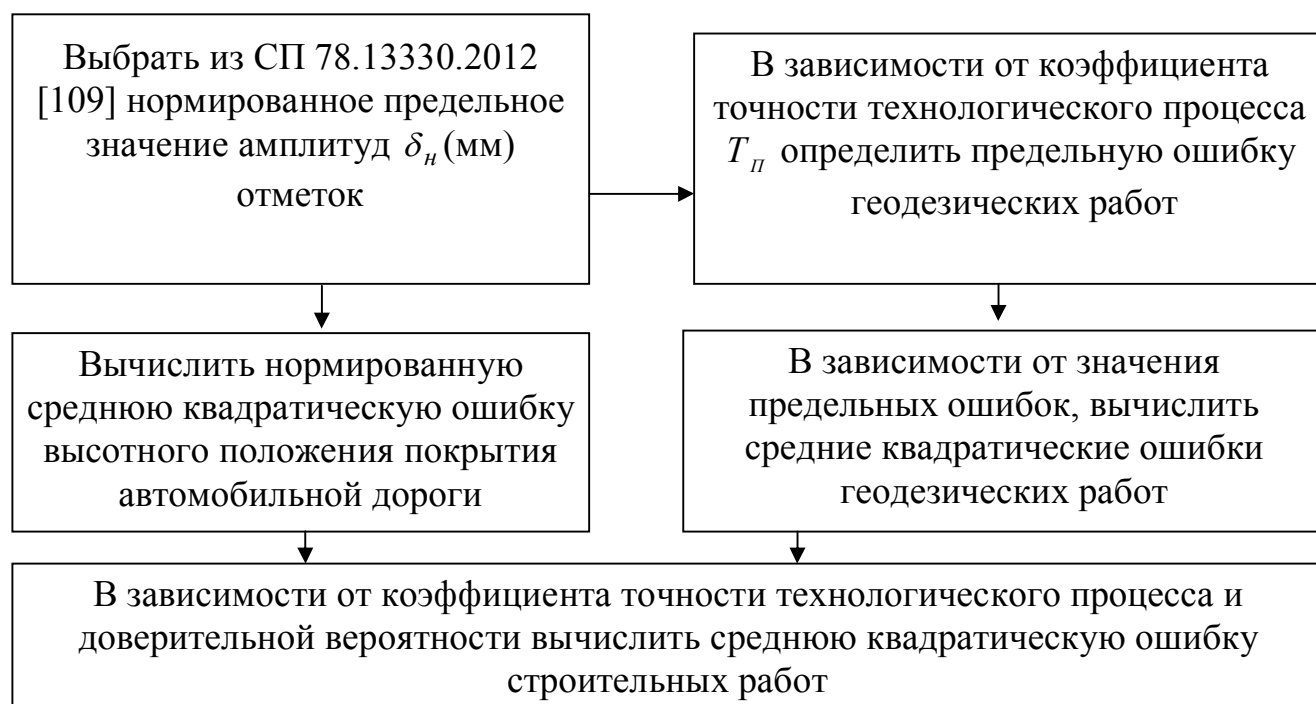 Выбрать из СП 78.13330.2012
[109] нормированное предельное
значение амплитуд δн (мм)
отметок
В зависимости от коэффициента
точности технологического процесса
TП определить предельную ошибку
геодезических работ
Вычислить нормированную
среднюю квадратическую ошибку
высотного положения покрытия
автомобильной дороги
В зависимости от значения
предельных ошибок, вычислить
средние квадратические ошибки
геодезических работ
В зависимости от коэффициента точности технологического процесса и
доверительной вероятности вычислить среднюю квадратическую ошибку
строительных работ